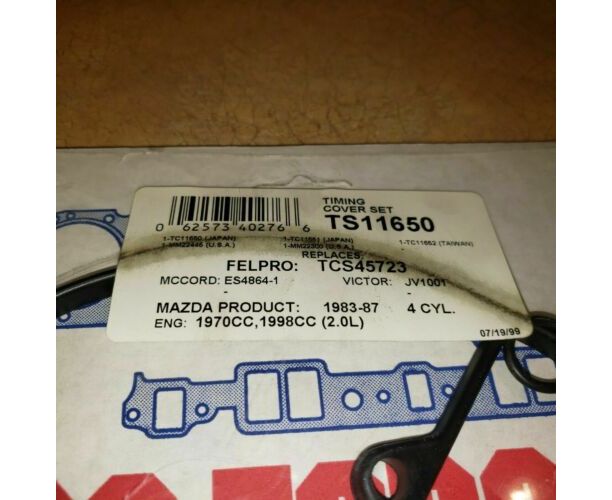 TIMING
COVER SET
0 62573 40276 6
TS11650
1-TC11650 (JAPAN)
1-MM22446 (U.S.A.)
1-TC11651 (JAPAN)
1-MM22300 (U.S.A.)
1-TC11652 (TAIWAN)
-
REPLACES
FELPRO: TCS45723
MCCORD: ES4864-1 VICTOR: JV1001
- -
MAZDA PRODUCT: 1983-87 4 CYL.
ENG: 1970CC,1998CC (2.0L)
07/19/99